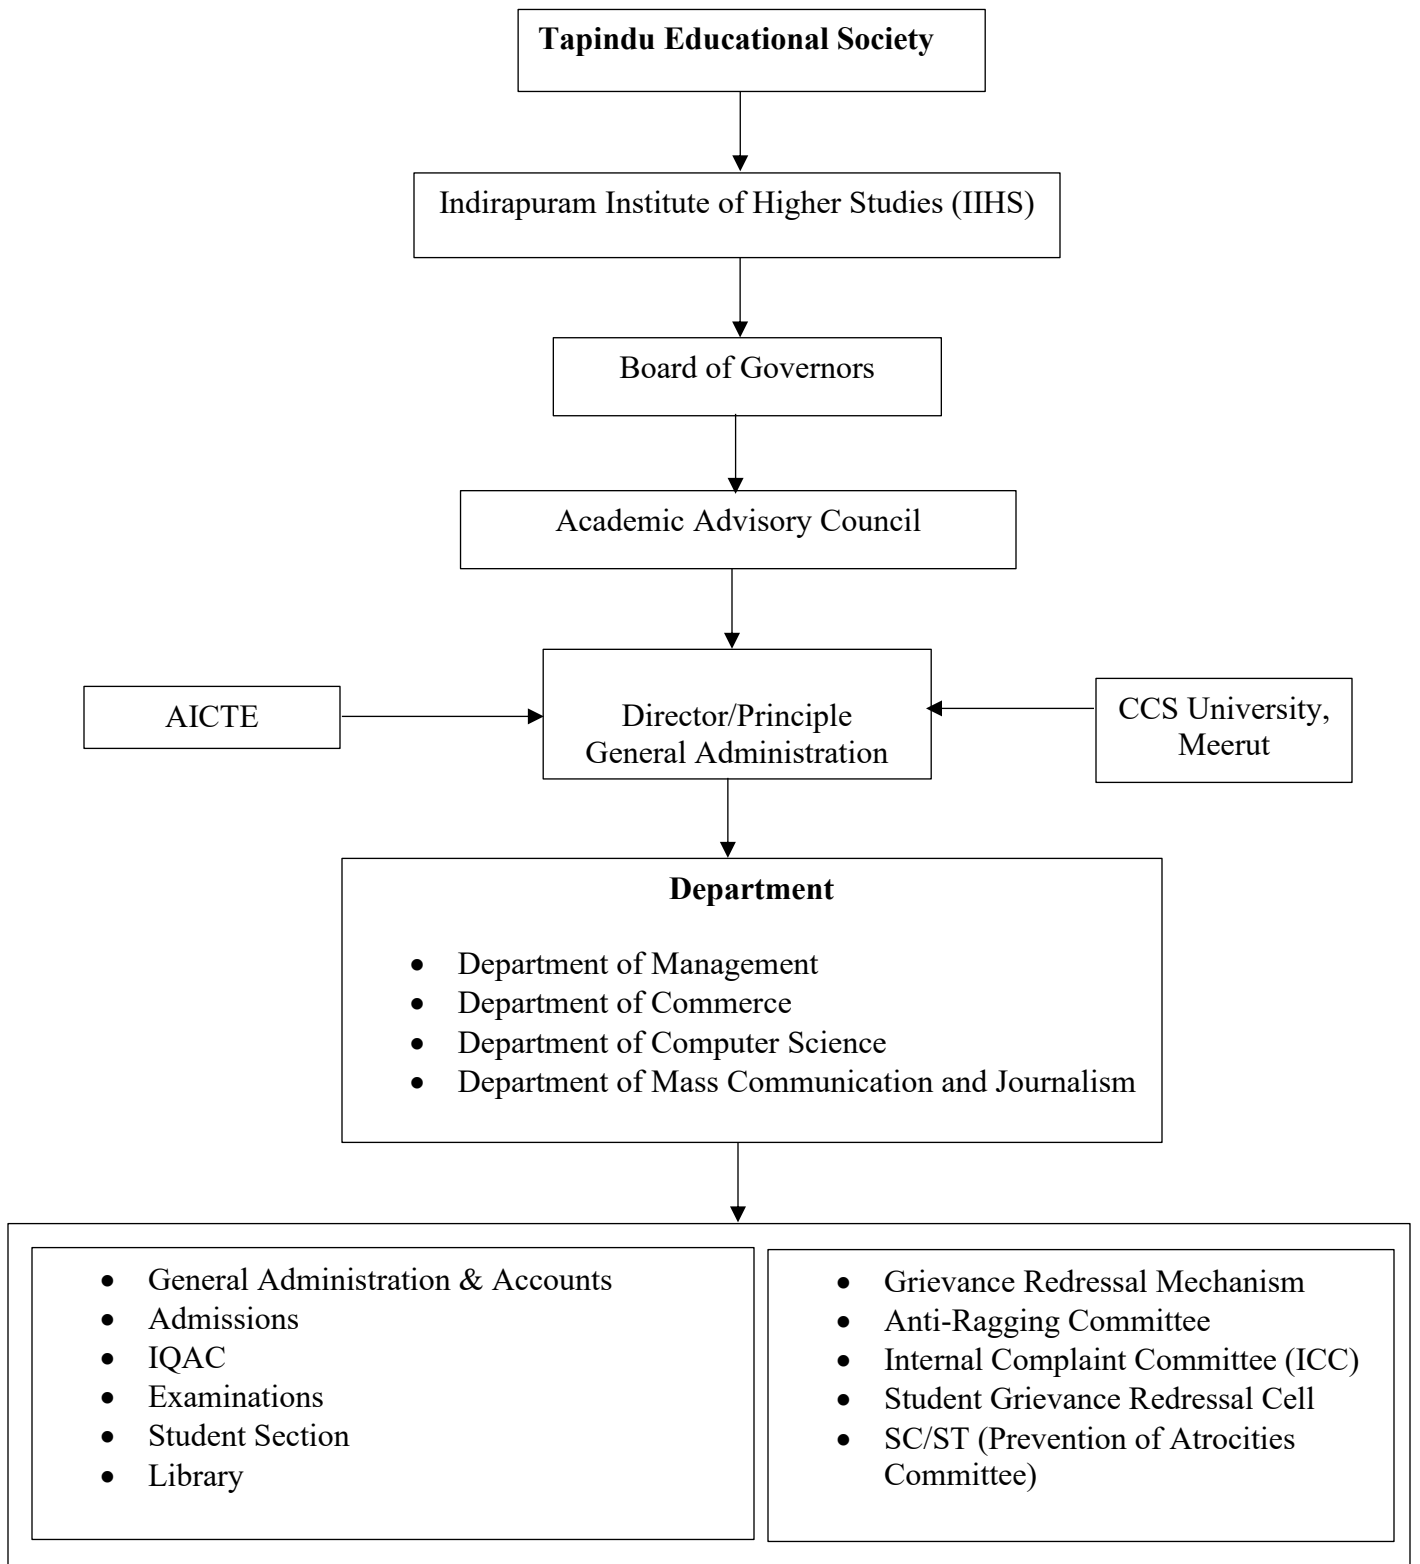 Tapindu Educational Society
Indirapuram Institute of Higher Studies (IIHS)
Board of Governors
Academic Advisory Council
AICTE
Director/Principle
General Administration
CCS University,
Meerut
Department
• Department of Management
• Department of Commerce
• Department of Computer Science
• Department of Mass Communication and Journalism
• General Administration & Accounts
• Admissions
• IQAC
• Examinations
• Student Section
• Library
• Grievance Redressal Mechanism
• Anti-Ragging Committee
• Internal Complaint Committee (ICC)
• Student Grievance Redressal Cell
• SC/ST (Prevention of Atrocities
Committee)